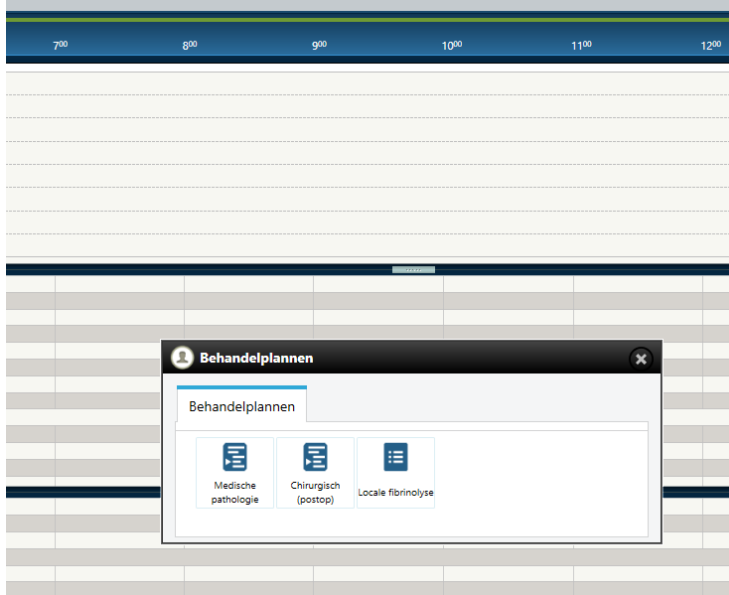 7⁰⁰ 8⁰⁰ 9⁰⁰ 10⁰⁰ 11⁰⁰ 12⁰⁰
Behandelplannen
Behandelplannen
Medische
pathologie
Chirurgisch
(postop)
Locale fibrinolyse